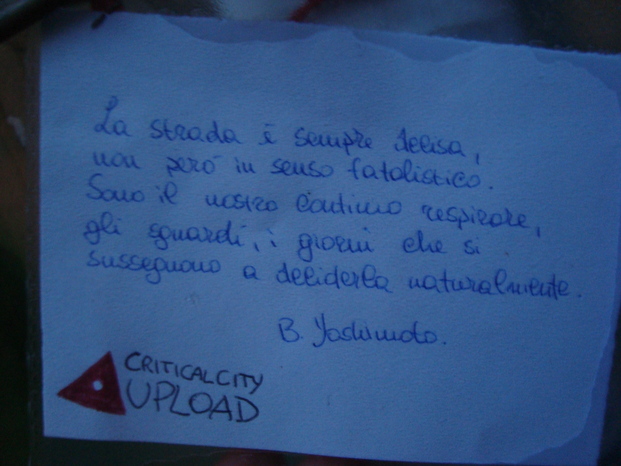 La strada è sempre decisa,
non però in senso fatalistico.
Sono il nostro continuo respirare,
gli sguardi, i giorni che si
susseguono a deciderla naturalmente.
B. Yoshimoto.
CRITICALCITY
UPLOAD